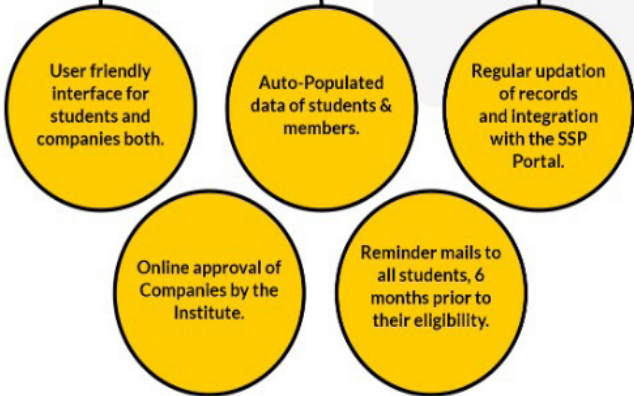 User friendly
interface for
students and
companies both.
Auto-Populated
data of students &
members.
Regular updation
of records
and integration
with the SSP
Portal.
Online approval of
Companies by the
Institute.
Reminder mails to
all students, 6
months prior to
their eligibility.